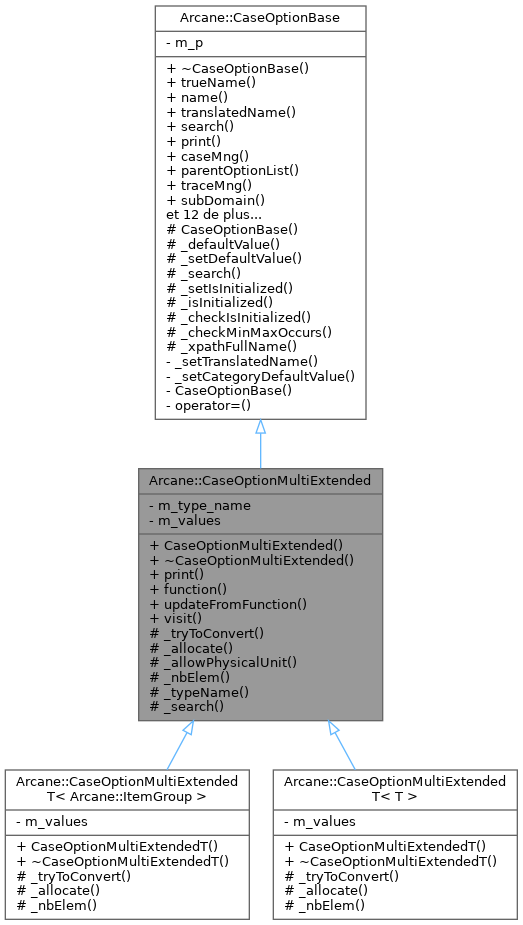 Arcane::CaseOptionBase
- m_p
+ ~CaseOptionBase()
+ trueName()
+ name()
+ translatedName()
+ search()
+ print()
+ caseMng()
+ parentOptionList()
+ traceMng()
+ subDomain()
et 12 de plus...
# CaseOptionBase()
# _defaultValue()
# _setDefaultValue()
# _search()
# _setIsInitialized()
# _isInitialized()
# _checkIsInitialized()
# _checkMinMaxOccurs()
# _xpathFullName()
- _setTranslatedName()
- _setCategoryDefaultValue()
- CaseOptionBase()
- operator=()
Arcane::CaseOptionMultiExtended
- m_type_name
- m_values
+ CaseOptionMultiExtended()
+ ~CaseOptionMultiExtended()
+ print()
+ function()
+ updateFromFunction()
+ visit()
# _tryToConvert()
# _allocate()
# _allowPhysicalUnit()
# _nbElem()
# _typeName()
# _search()
Arcane::CaseOptionMultiExtended
T< Arcane::ItemGroup >
- m_values
+ CaseOptionMultiExtendedT()
+ ~CaseOptionMultiExtendedT()
# _tryToConvert()
# _allocate()
# _nbElem()
Arcane::CaseOptionMultiExtended
T< T >
- m_values
+ CaseOptionMultiExtendedT()
+ ~CaseOptionMultiExtendedT()
# _tryToConvert()
# _allocate()
# _nbElem()